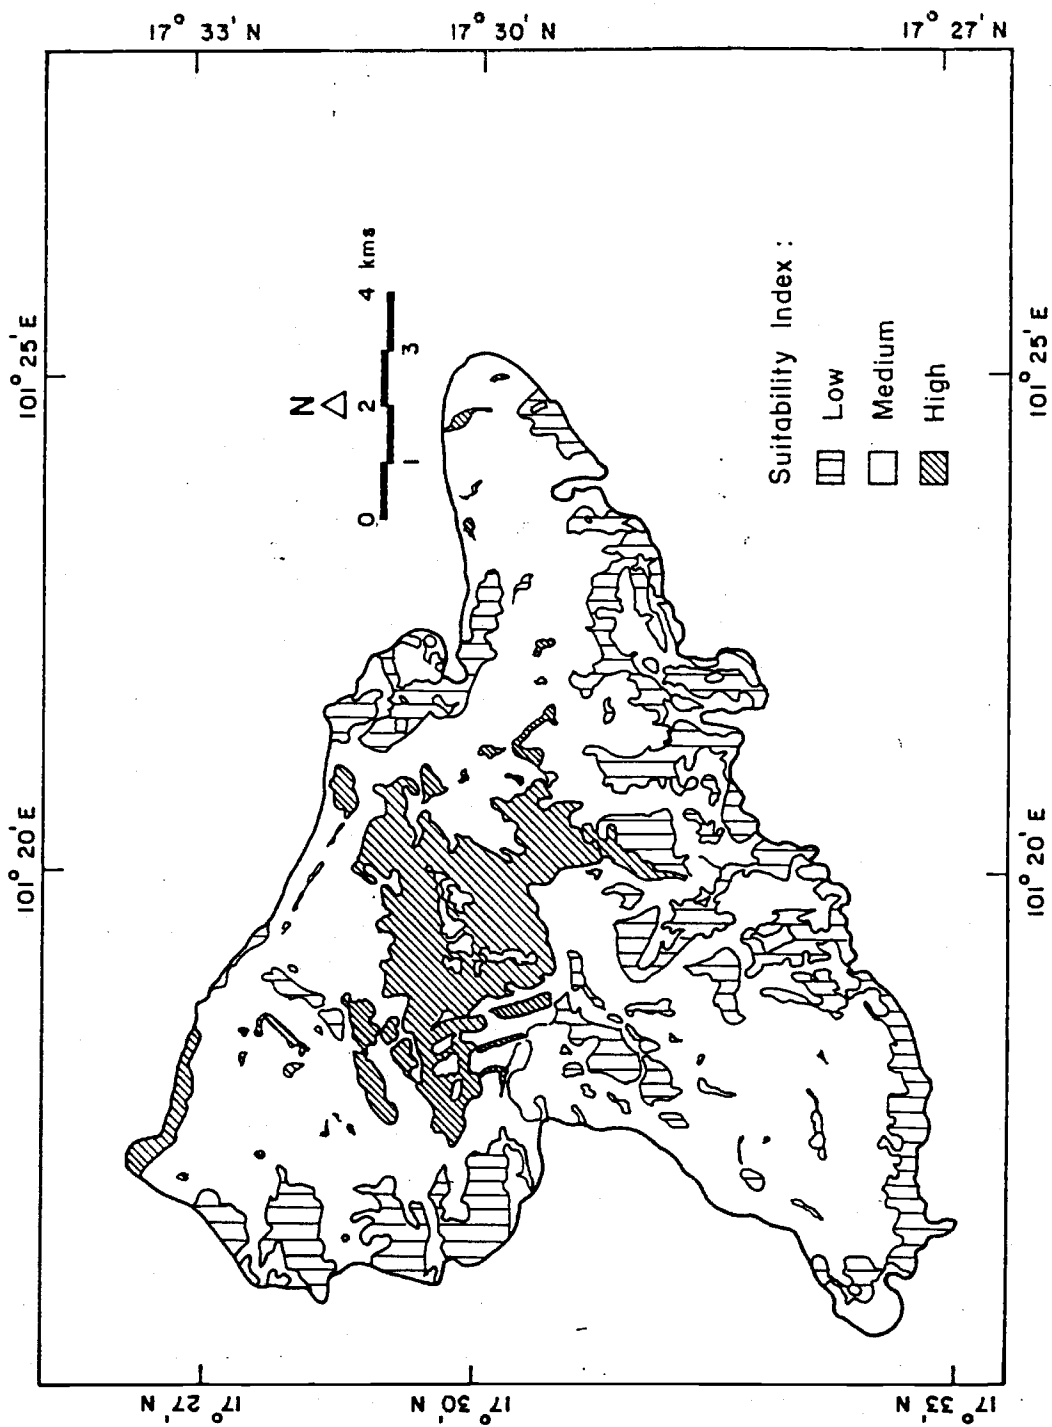 17° 33' N
17° 30' N
17° 27' N
101° 25' E
101° 25' E
N
0 1 2 3 4 kms
Suitability Index :
Low
Medium
High
101° 20' E
101° 20' E
17° 27' N
17° 30' N
17° 33' N